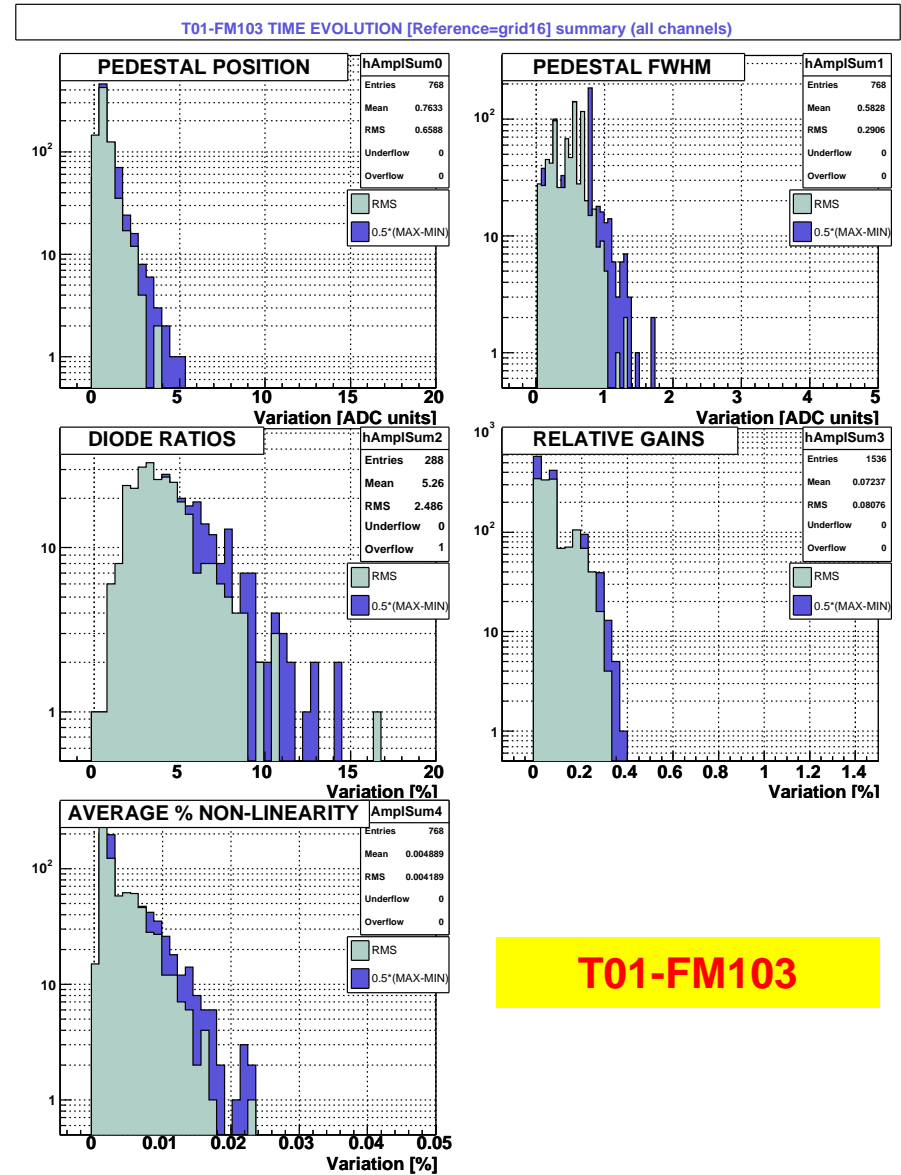 T01-FM103 TIME EVOLUTION [Reference=grid16] summary (all channels)
PEDESTAL POSITION
hAmplSum0
Entries 768
Mean 0.7633
RMS 0.6588
Underflow 0
Overflow 0
RMS
0.5*(MAX-MIN)
10²
10
1
0 5 10 15 20
Variation [ADC units]
PEDESTAL FWHM
hAmplSum1
Entries 768
Mean 0.5828
RMS 0.2906
Underflow 0
Overflow 0
RMS
0.5*(MAX-MIN)
10²
10
1
0 1 2 3 4 5
Variation [ADC units]
DIODE RATIOS
hAmplSum2
Entries 288
Mean 5.26
RMS 2.486
Underflow 0
Overflow 1
RMS
0.5*(MAX-MIN)
10
1
0 5 10 15 20
Variation [%]
RELATIVE GAINS
hAmplSum3
Entries 1536
Mean 0.07237
RMS 0.08076
Underflow 0
Overflow 0
RMS
0.5*(MAX-MIN)
10³
10²
10
1
0 0.2 0.4 0.6 0.8 1 1.2 1.4
Variation [%]
AVERAGE % NON-LINEARITY
AmplSum4
Entries 768
Mean 0.004889
RMS 0.004189
Underflow 0
Overflow 0
RMS
0.5*(MAX-MIN)
10²
10
1
0 0.01 0.02 0.03 0.04 0.05
Variation [%]
T01-FM103